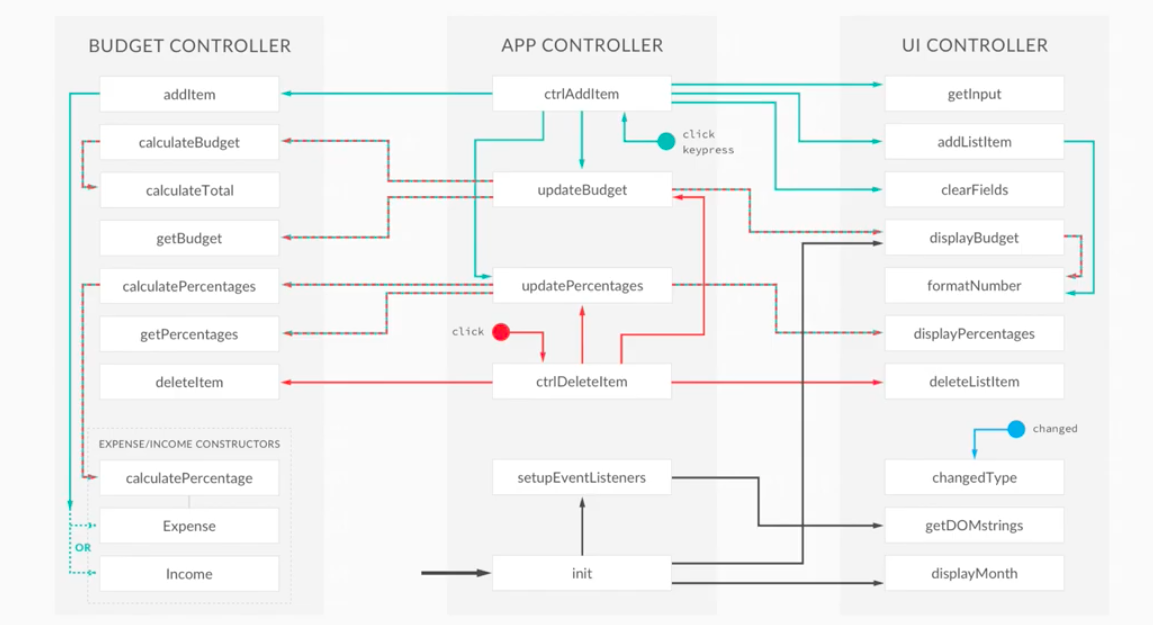 BUDGET CONTROLLER
addItem
calculateBudget
calculateTotal
getBudget
calculatePercentages
getPercentages
deleteItem
EXPENSE/INCOME CONSTRUCTORS
calculatePercentage
Expense
OR
Income
APP CONTROLLER
ctrlAddItem
click
keypress
updateBudget
updatePercentages
click
ctrlDeleteItem
setupEventListeners
init
UI CONTROLLER
getInput
addListItem
clearFields
displayBudget
formatNumber
displayPercentages
deleteListItem
changed
changedType
getDOMstrings
displayMonth